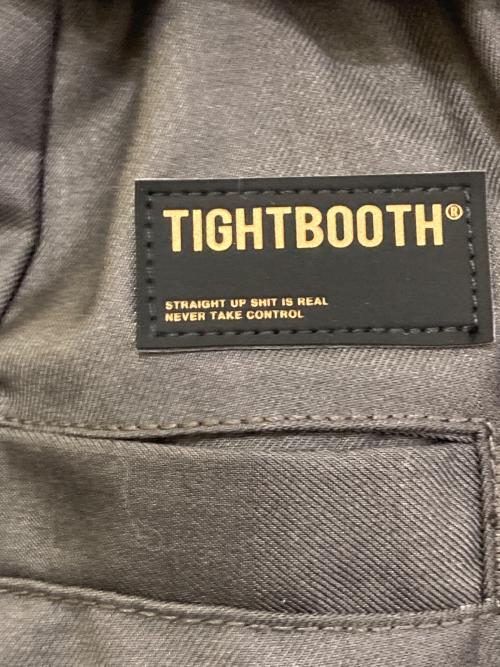 TIGHTBOOTH®
STRAIGHT UP SHIT IS REAL
NEVER TAKE CONTROL